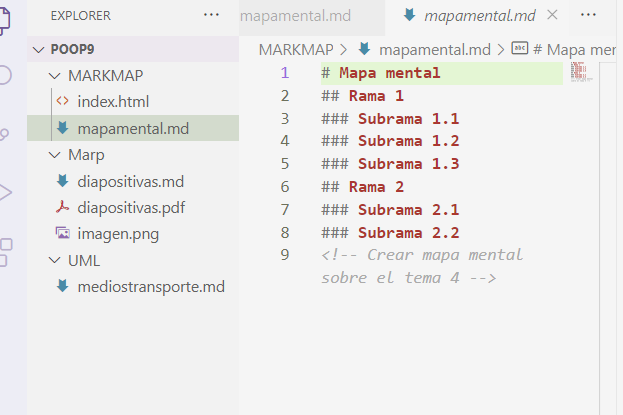 EXPLORER ···
POOP9
MARKMAP
index.html
mapamental.md
Marp
diapositivas.md
diapositivas.pdf
imagen.png
UML
mediostransporte.md
mapamental.md mapamental.md × ···
MARKMAP > mapamental.md > abc # Mapa mer
1 # Mapa mental
2 ## Rama 1
3 ### Subrama 1.1
4 ### Subrama 1.2
5 ### Subrama 1.3
6 ## Rama 2
7 ### Subrama 2.1
8 ### Subrama 2.2
9 <!-- Crear mapa mental
sobre el tema 4 -->